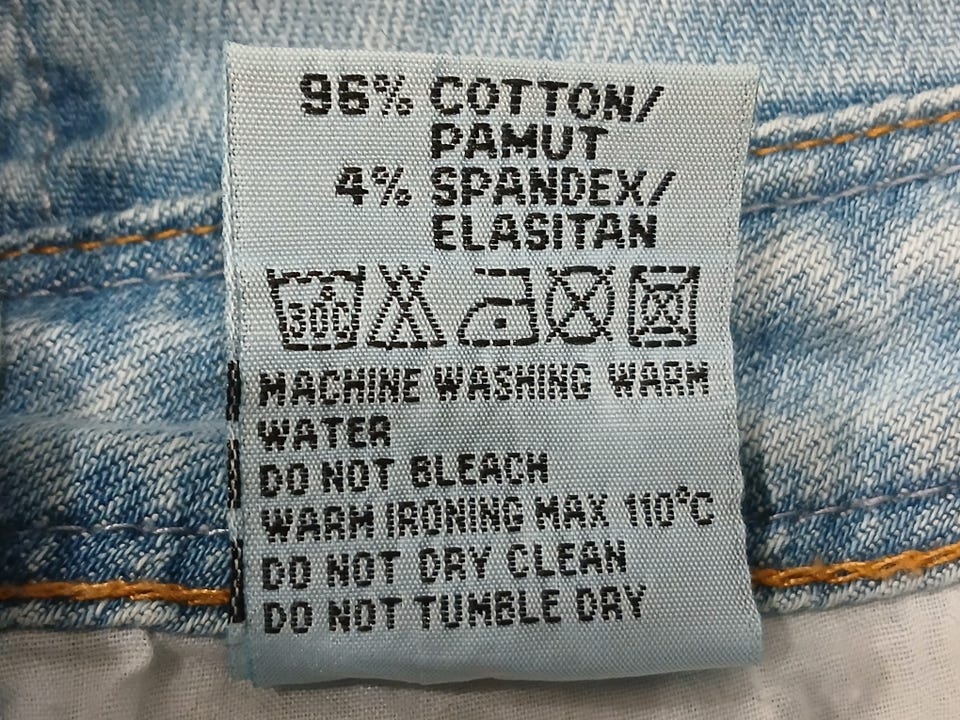 96% COTTON/
PAMUT
4% SPANDEX/
ELASITAN
30°C
MACHINE WASHING WARM
WATER
DO NOT BLEACH
WARM IRONING MAX 110°C
DO NOT DRY CLEAN
DO NOT TUMBLE DRY